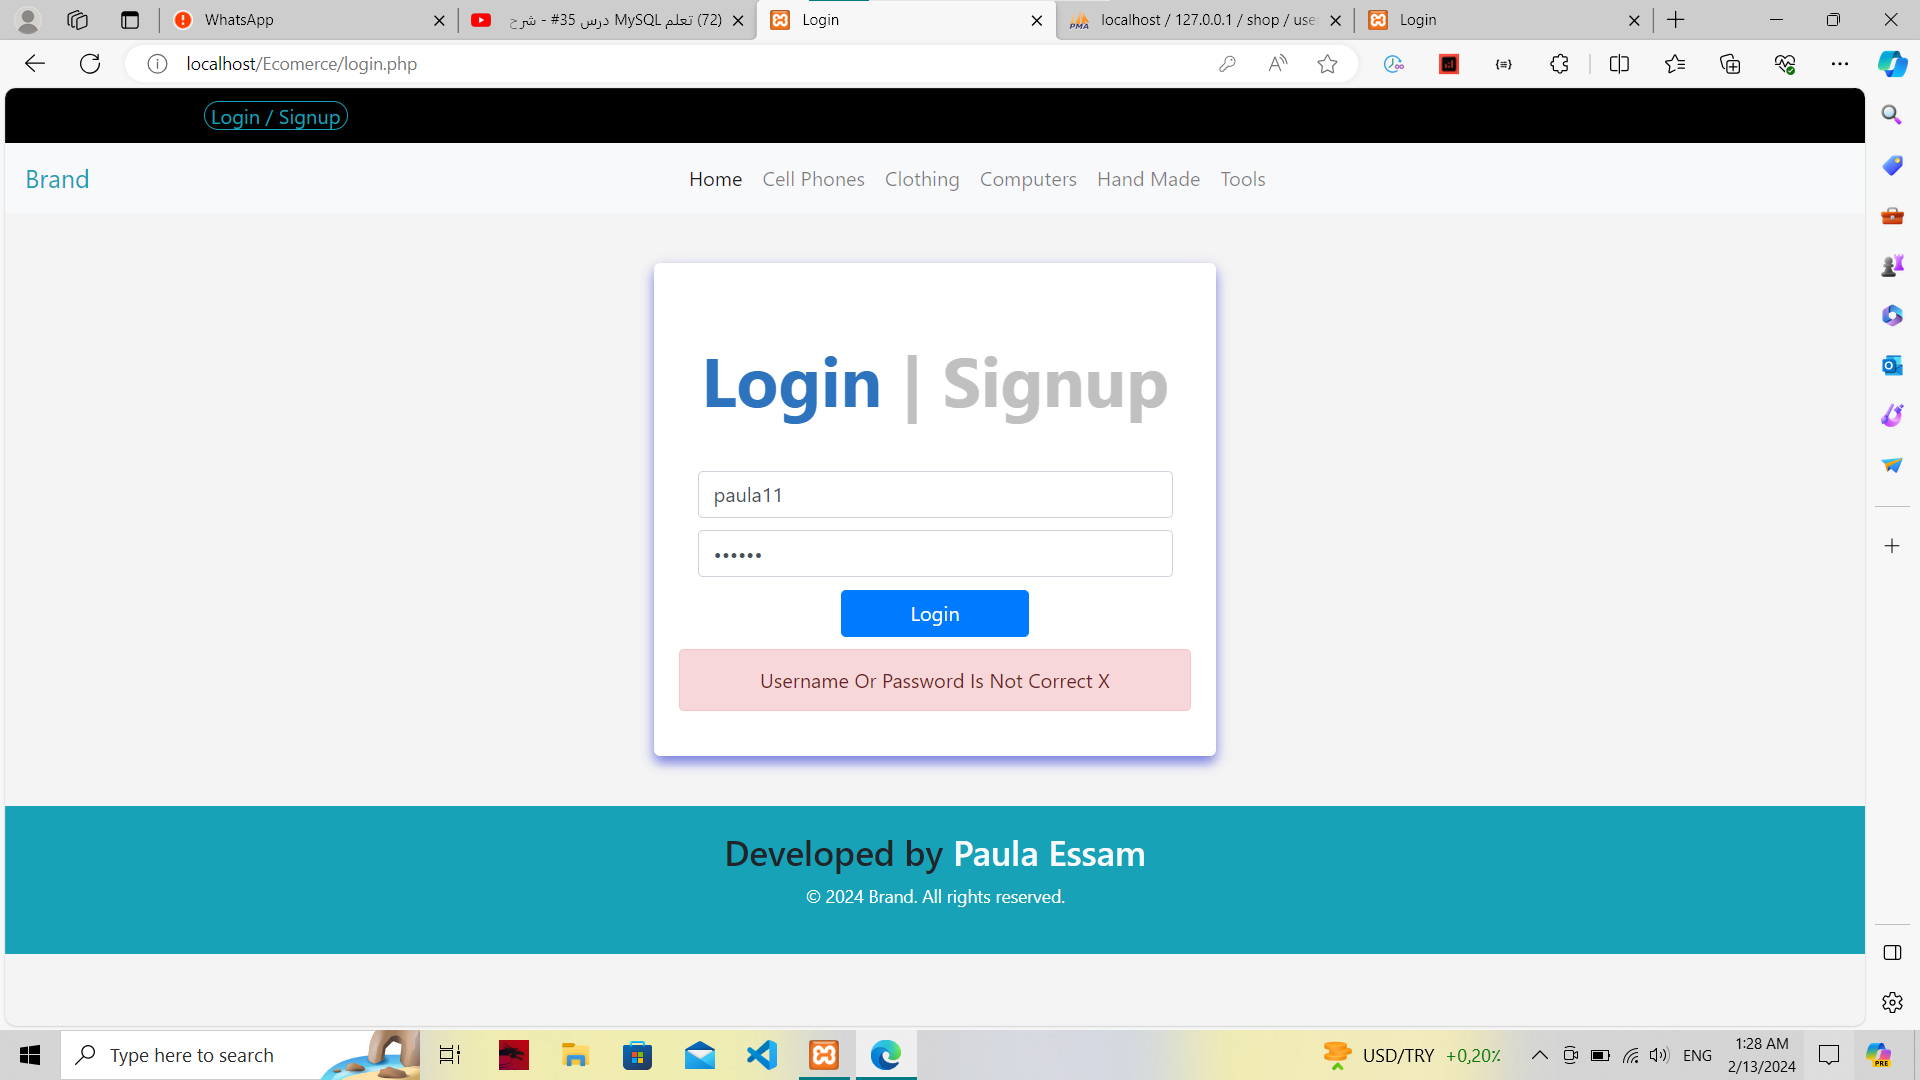 WhatsApp
(72) تعلم MySQL درس 35# - شرح
Login
localhost / 127.0.0.1 / shop / use
Login
localhost/Ecomerce/login.php
Login / Signup
Brand
Home Cell Phones Clothing Computers Hand Made Tools
Login | Signup
paula11
Login
Username Or Password Is Not Correct X
Developed by Paula Essam
© 2024 Brand. All rights reserved.
Type here to search
USD/TRY +0,20%
ENG
1:28 AM
2/13/2024
PRE